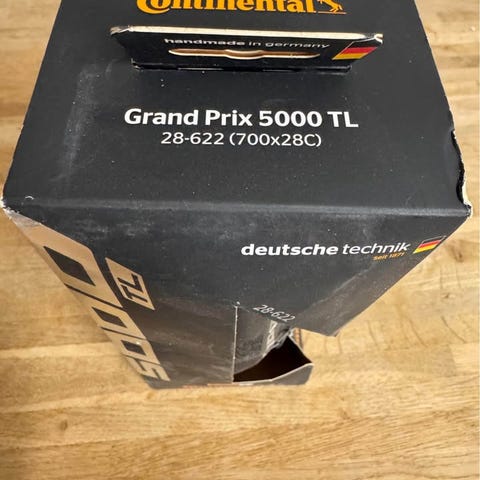 Continental
handmade in germany
Grand Prix 5000 TL
28-622 (700x28C)
deutsche technik
seit 1871
28-622
5000 TL